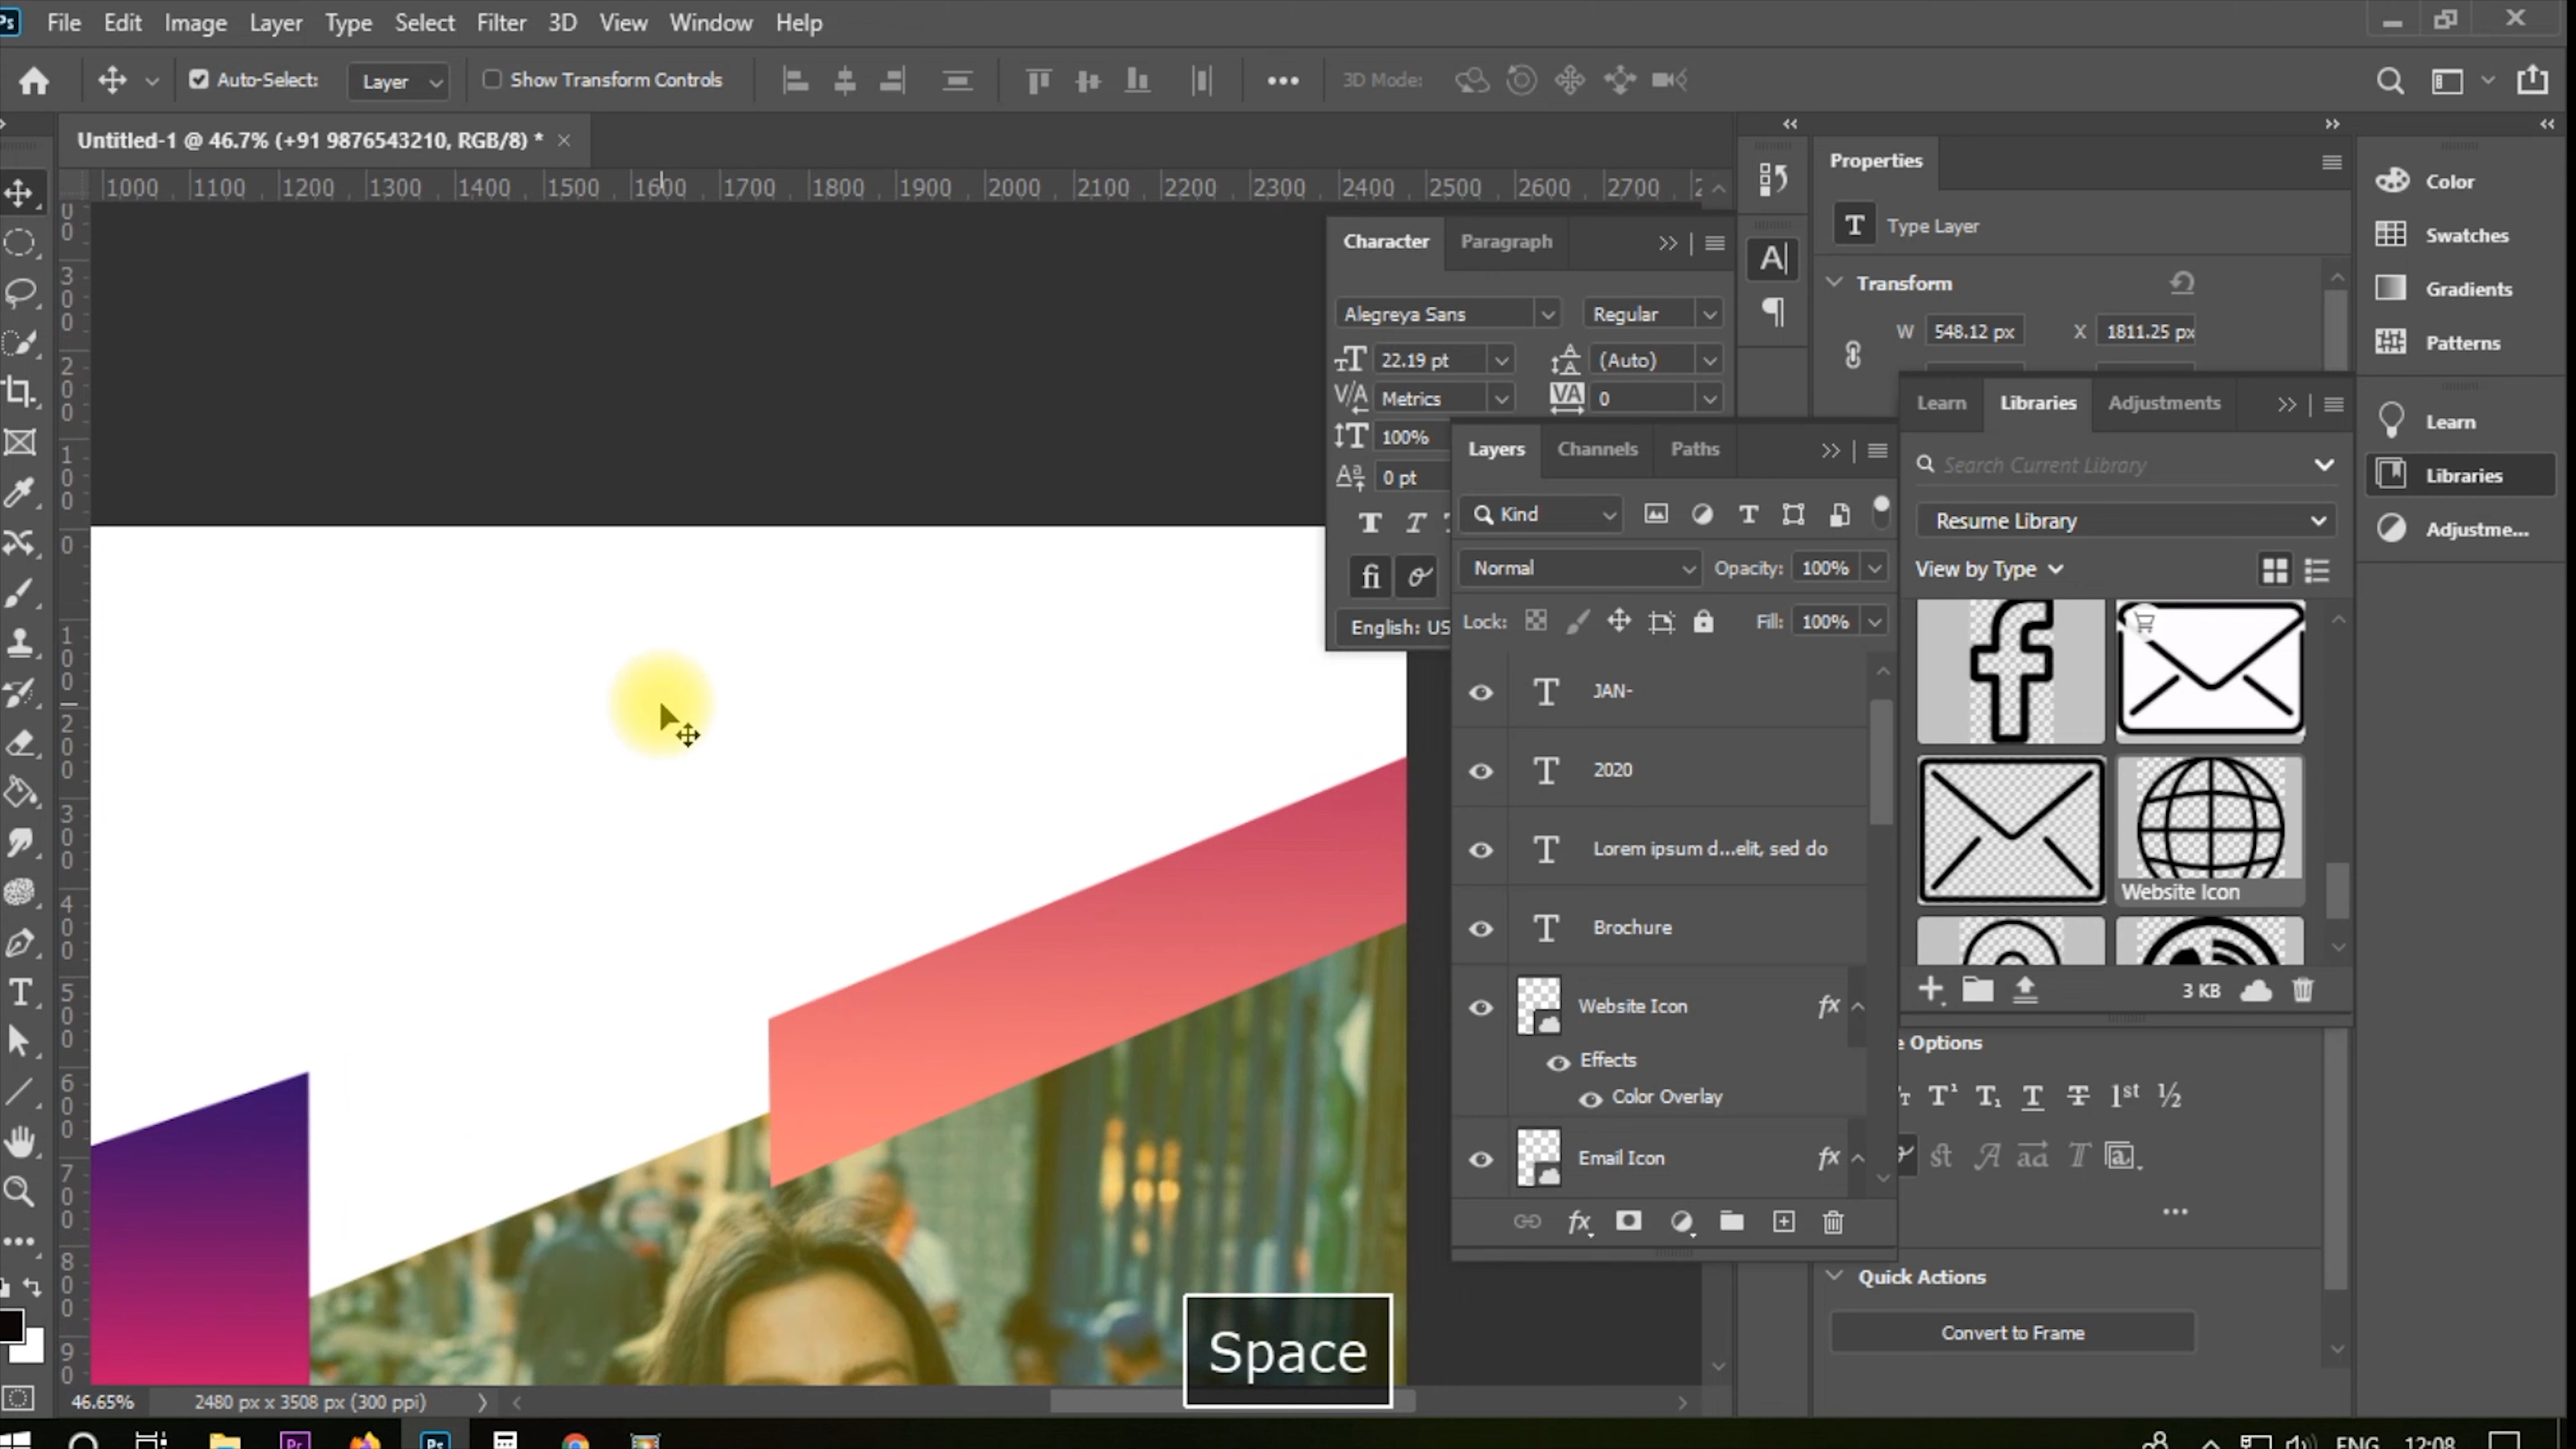 Ps File Edit Image Layer Type Select Filter 3D View Window Help
Auto-Select: Layer Show Transform Controls 3D Mode:
Untitled-1 @ 46.7% (+91 9876543210, RGB/8) * ×
1000 1100 1200 1300 1400 1500 1600 1700 1800 1900 2000 2100 2200 2300 2400 2500 2600 2700
Character Paragraph
Alegreya Sans Regular
22.19 pt (Auto)
Metrics 0
100%
0 pt
English: US
Properties
Type Layer
Transform
W 548.12 px X 1811.25 px
Layers Channels Paths
Kind
Normal Opacity: 100%
Lock: Fill: 100%
JAN-
2020
Lorem ipsum d...elit, sed do
Brochure
Website Icon fx
Effects
Color Overlay
Email Icon fx
Learn Libraries Adjustments
Search Current Library
Resume Library
View by Type
Website Icon
3 KB
e Options
Quick Actions
Convert to Frame
Color
Swatches
Gradients
Patterns
Learn
Libraries
Adjustme...
Space
46.65% 2480 px x 3508 px (300 ppi)
ENG 12:08